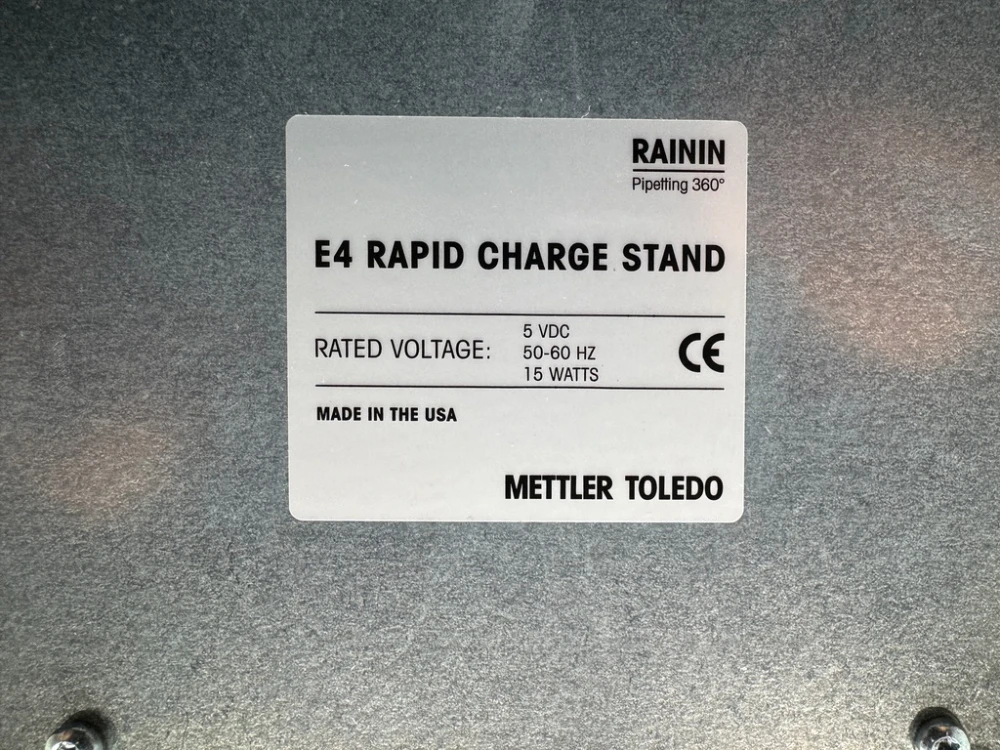 RAININ
Pipetting 360°
E4 RAPID CHARGE STAND
RATED VOLTAGE:
5 VDC
50-60 HZ
15 WATTS
CE
MADE IN THE USA
METTLER TOLEDO